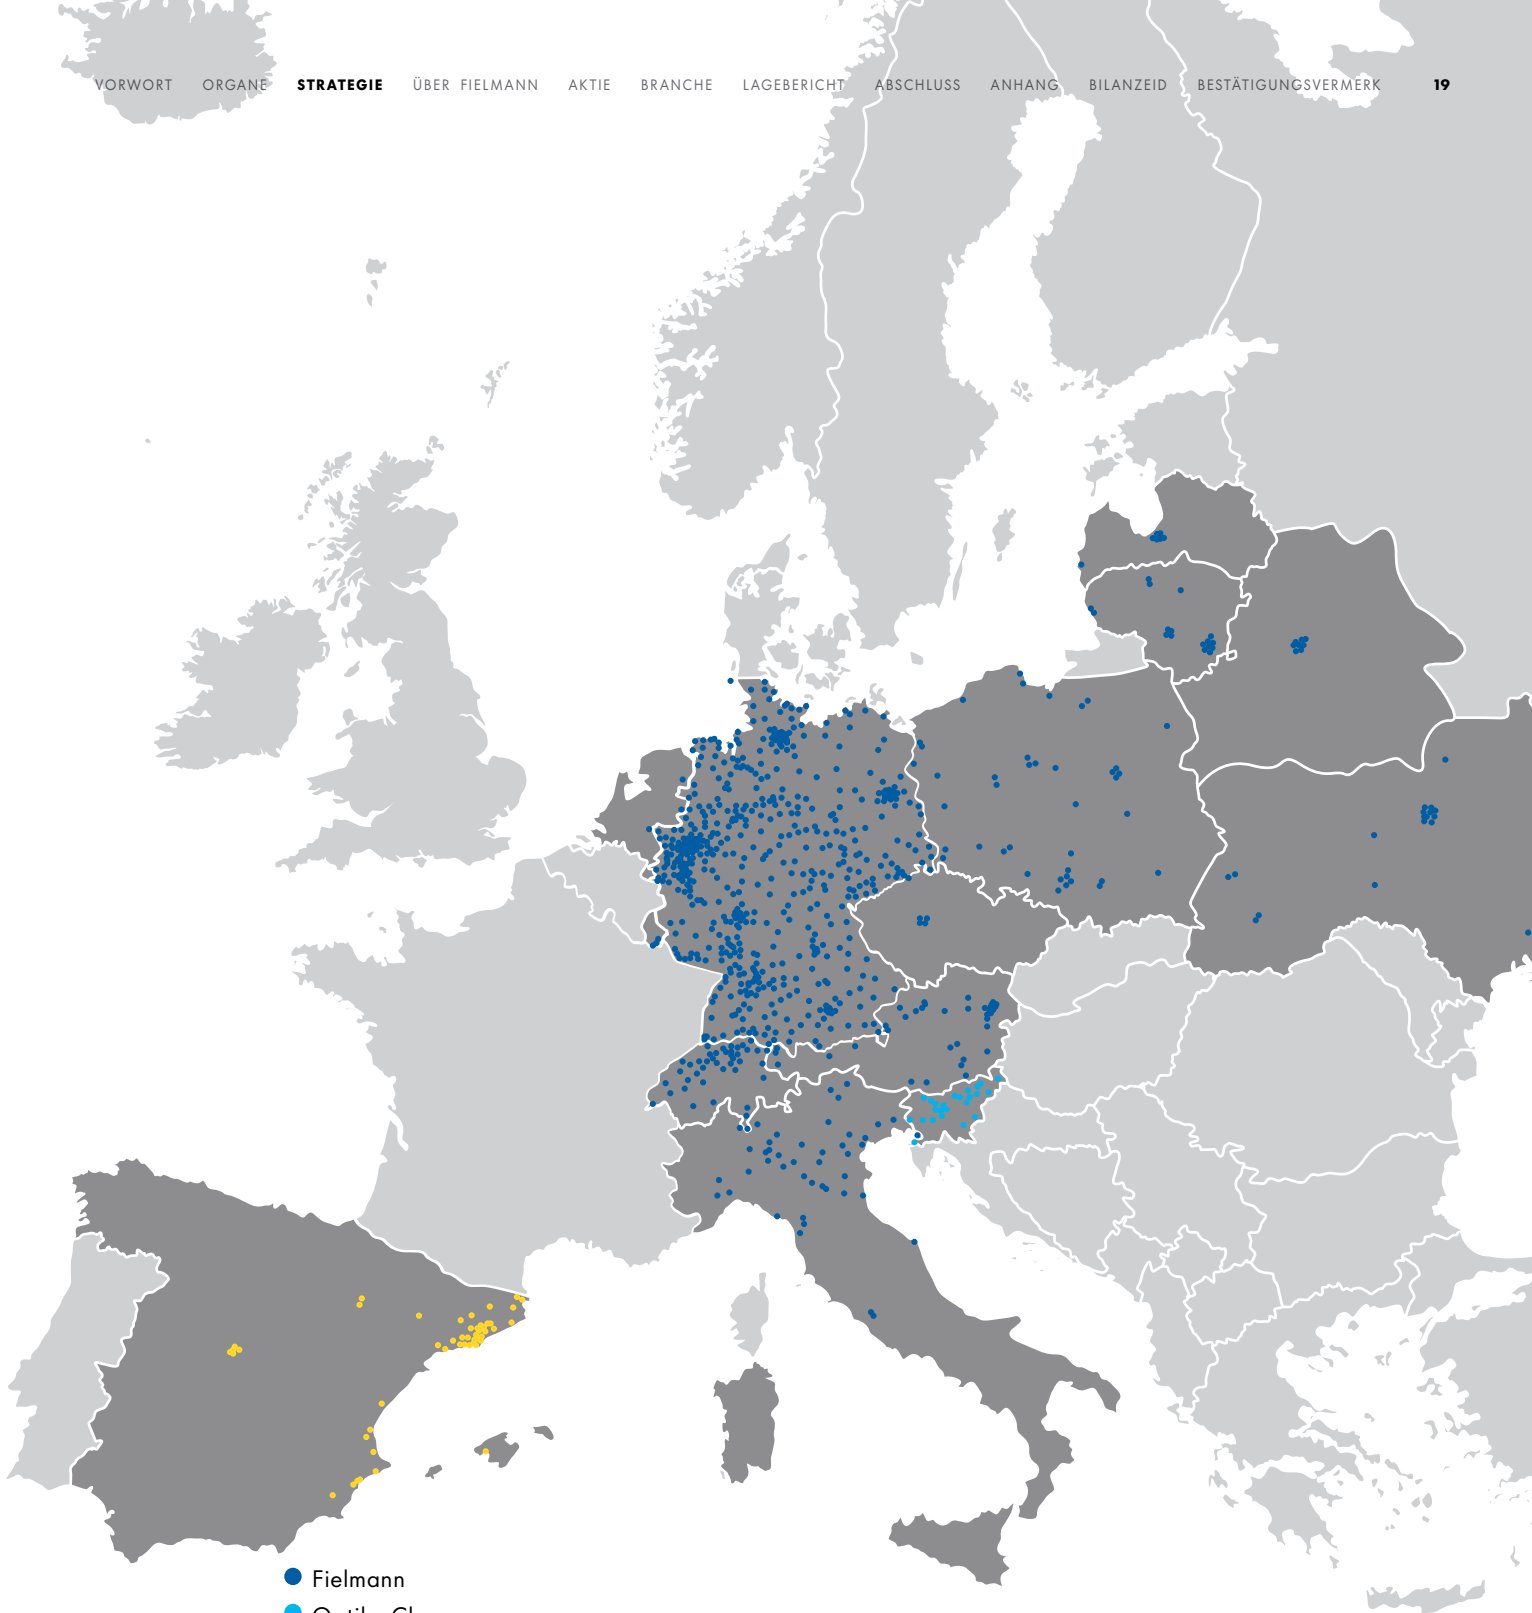 VORWORT ORGANE STRATEGIE ÜBER FIELMANN AKTIE BRANCHE LAGEBERICHT ABSCHLUSS ANHANG BILANZEID BESTÄTIGUNGSVERMERK 19
Fielmann